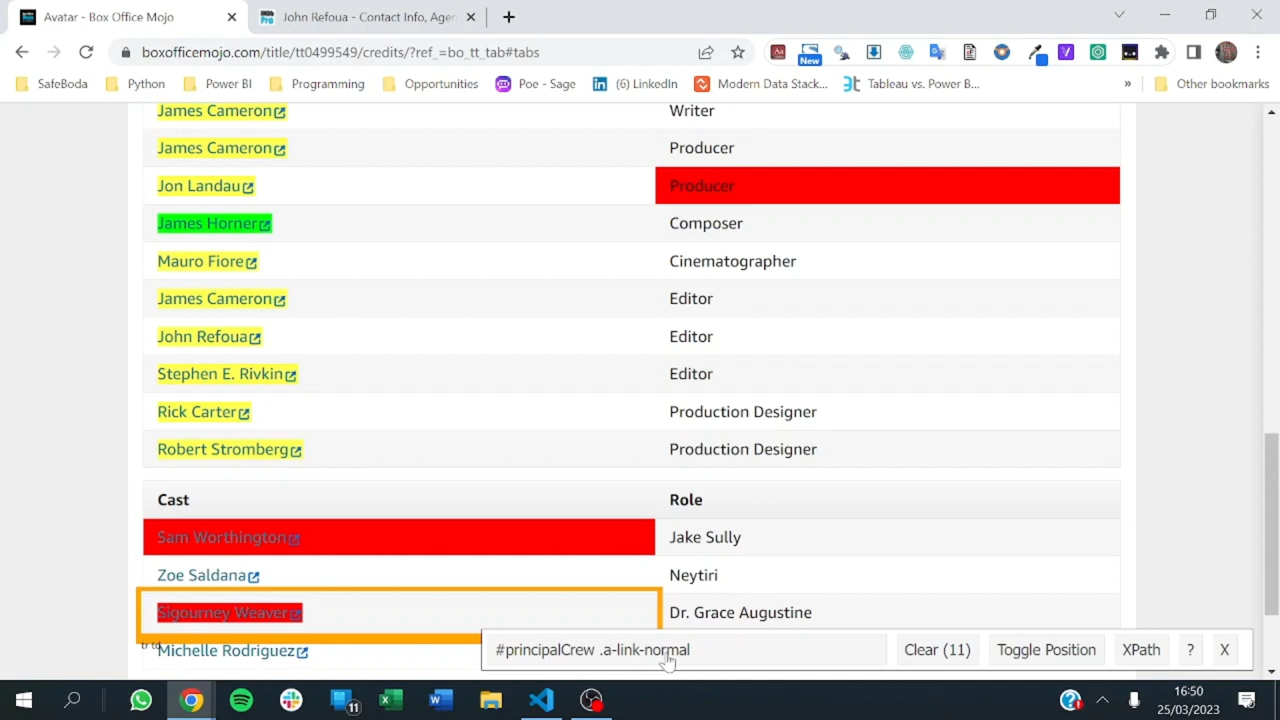 Avatar - Box Office Mojo
John Refoua - Contact Info, Agen
boxofficemojo.com/title/tt0499549/credits/?ref_=bo_tt_tab#tabs
New
SafeBoda
Python
Power BI
Programming
Opportunities
Poe - Sage
(6) LinkedIn
Modern Data Stack...
Tableau vs. Power B...
»
Other bookmarks
James Cameron Writer
James Cameron Producer
Jon Landau Producer
James Horner Composer
Mauro Fiore Cinematographer
James Cameron Editor
John Refoua Editor
Stephen E. Rivkin Editor
Rick Carter Production Designer
Robert Stromberg Production Designer
Cast Role
Sam Worthington Jake Sully
Zoe Saldana Neytiri
Sigourney Weaver Dr. Grace Augustine
tr td
Michelle Rodriguez
#principalCrew .a-link-normal
Clear (11)
Toggle Position
XPath
?
X
11
16:50
25/03/2023